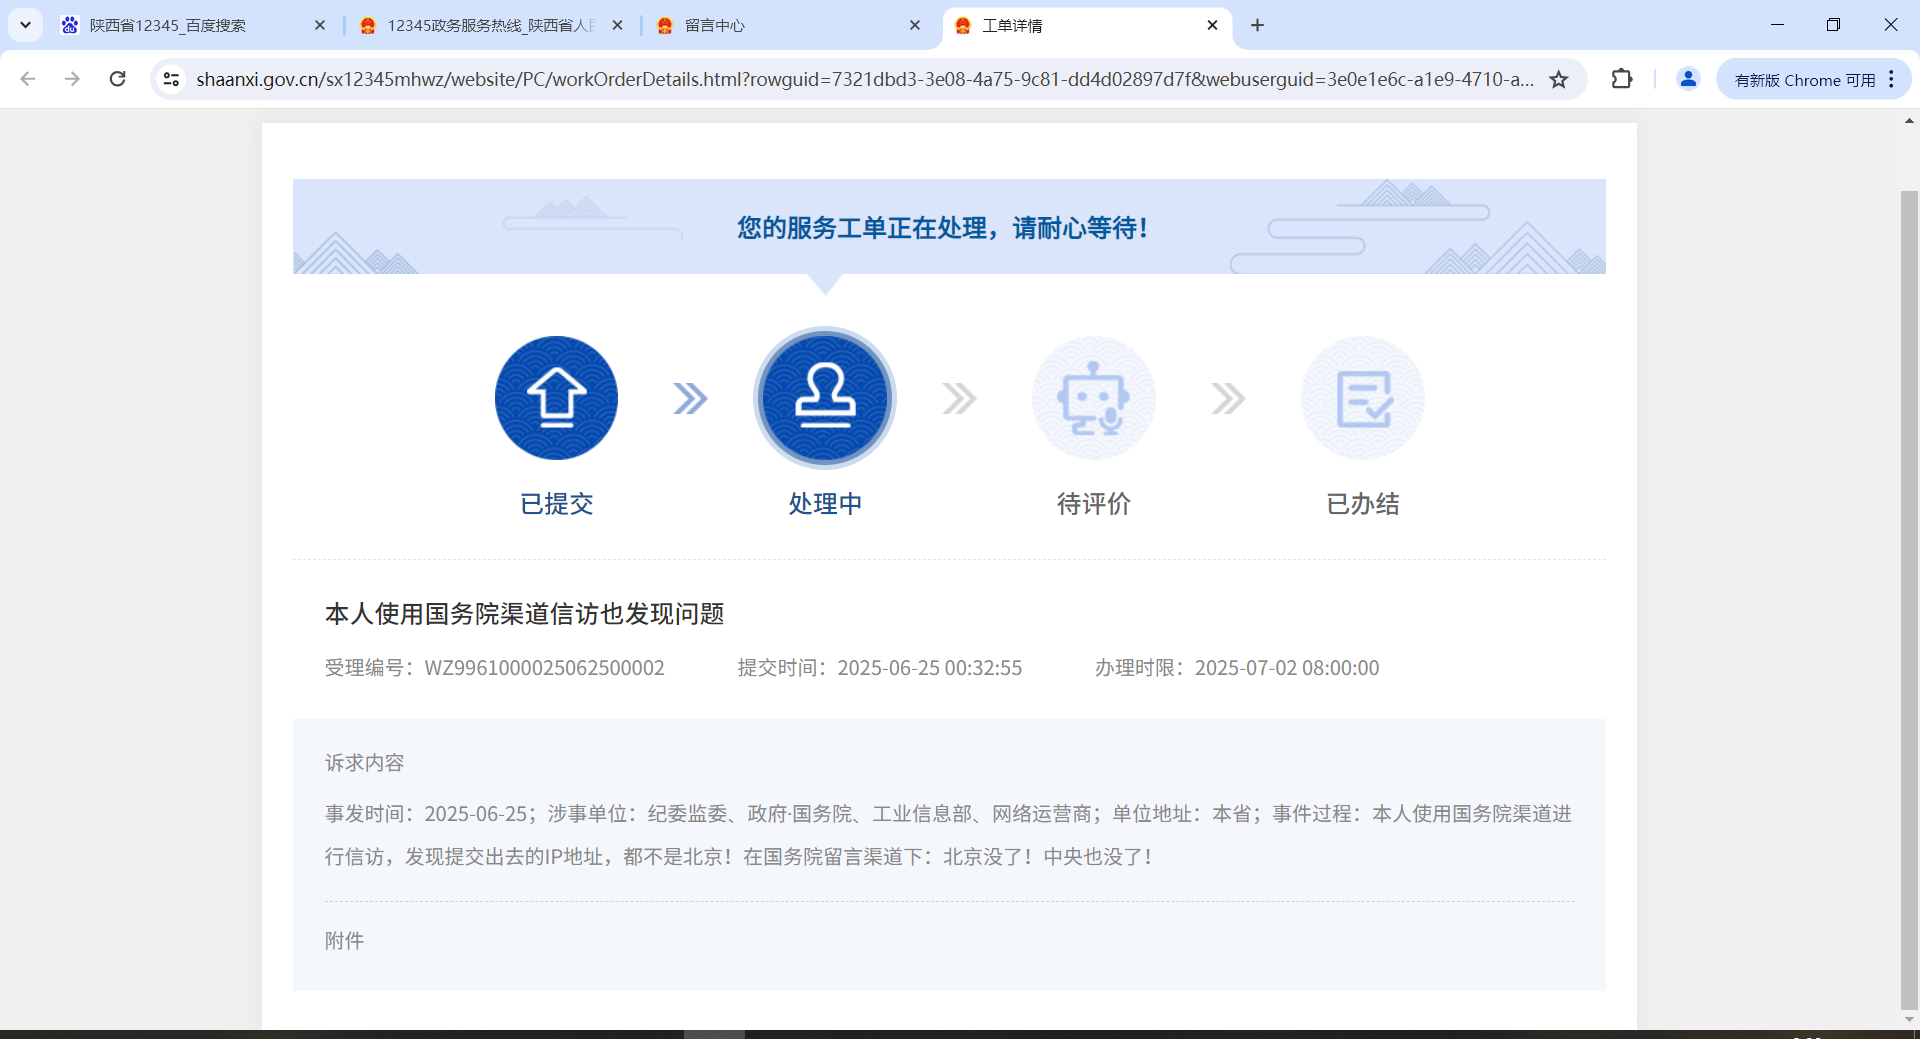 陕西省12345_百度搜索
12345政务服务热线_陕西省人民
留言中心
工单详情
shaanxi.gov.cn/sx12345mhwz/website/PC/workOrderDetails.html?rowguid=7321dbd3-3e08-4a75-9c81-dd4d02897d7f&webuserguid=3e0e1e6c-a1e9-4710-a...
有新版 Chrome 可用
您的服务工单正在处理，请耐心等待！
已提交
处理中
待评价
已办结
本人使用国务院渠道信访也发现问题
受理编号：WZ9961000025062500002 提交时间：2025-06-25 00:32:55 办理时限：2025-07-02 08:00:00
诉求内容
事发时间：2025-06-25；涉事单位：纪委监委、政府·国务院、工业信息部、网络运营商；单位地址：本省；事件过程：本人使用国务院渠道进
行信访，发现提交出去的IP地址，都不是北京！在国务院留言渠道下：北京没了！中央也没了！
附件